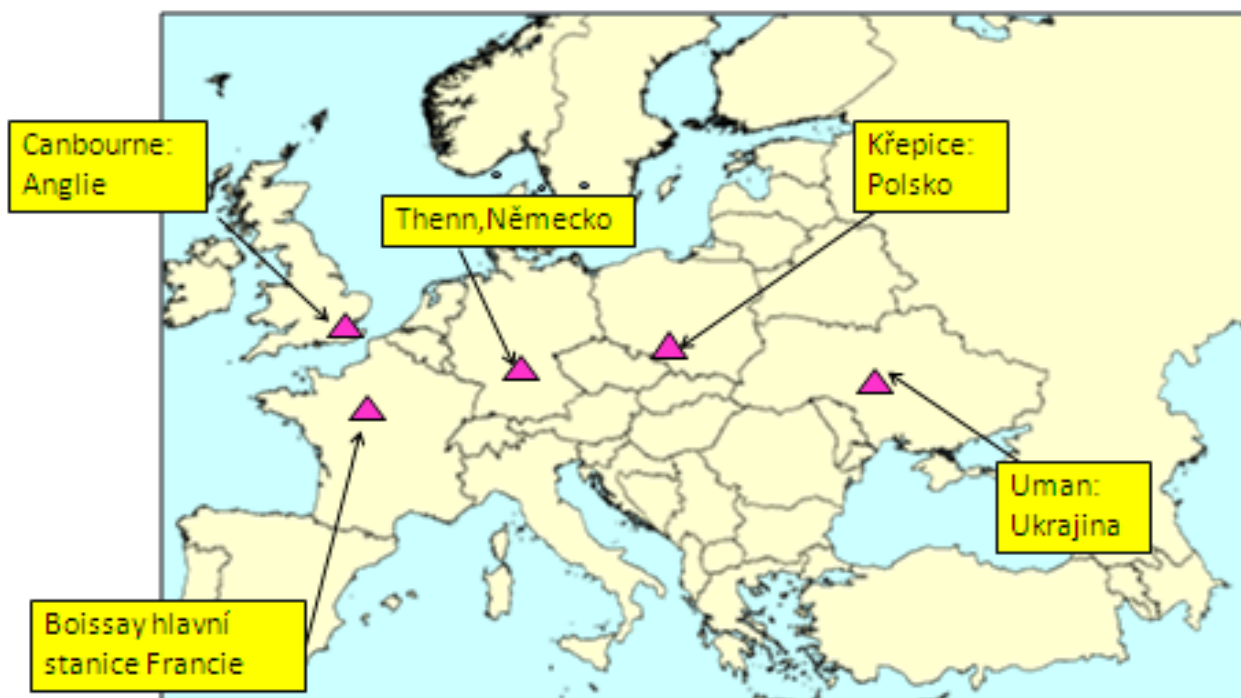 Canbourne:
Anglie
Křepice:
Polsko
Thenn,Německo
Uman:
Ukrajina
Boissay hlavní
stanice Francie